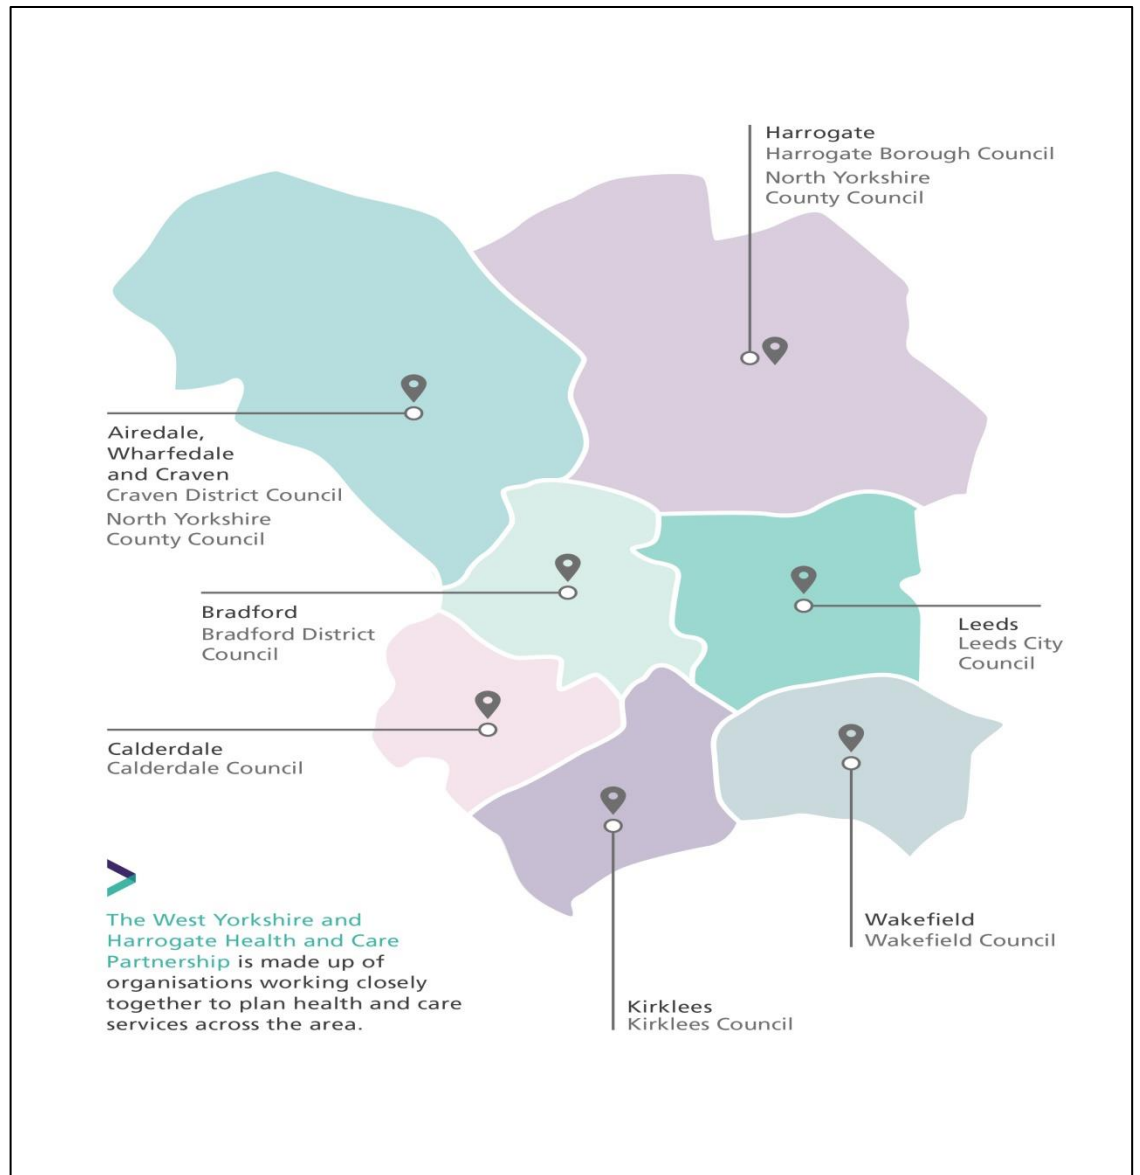 Harrogate
Harrogate Borough Council
North Yorkshire
County Council
Airedale,
Wharfedale
and Craven
Craven District Council
North Yorkshire
County Council
Bradford
Bradford District
Council
Leeds
Leeds City
Council
Calderdale
Calderdale Council
Wakefield
Wakefield Council
Kirklees
Kirklees Council
The West Yorkshire and
Harrogate Health and Care
Partnership is made up of
organisations working closely
together to plan health and care
services across the area.